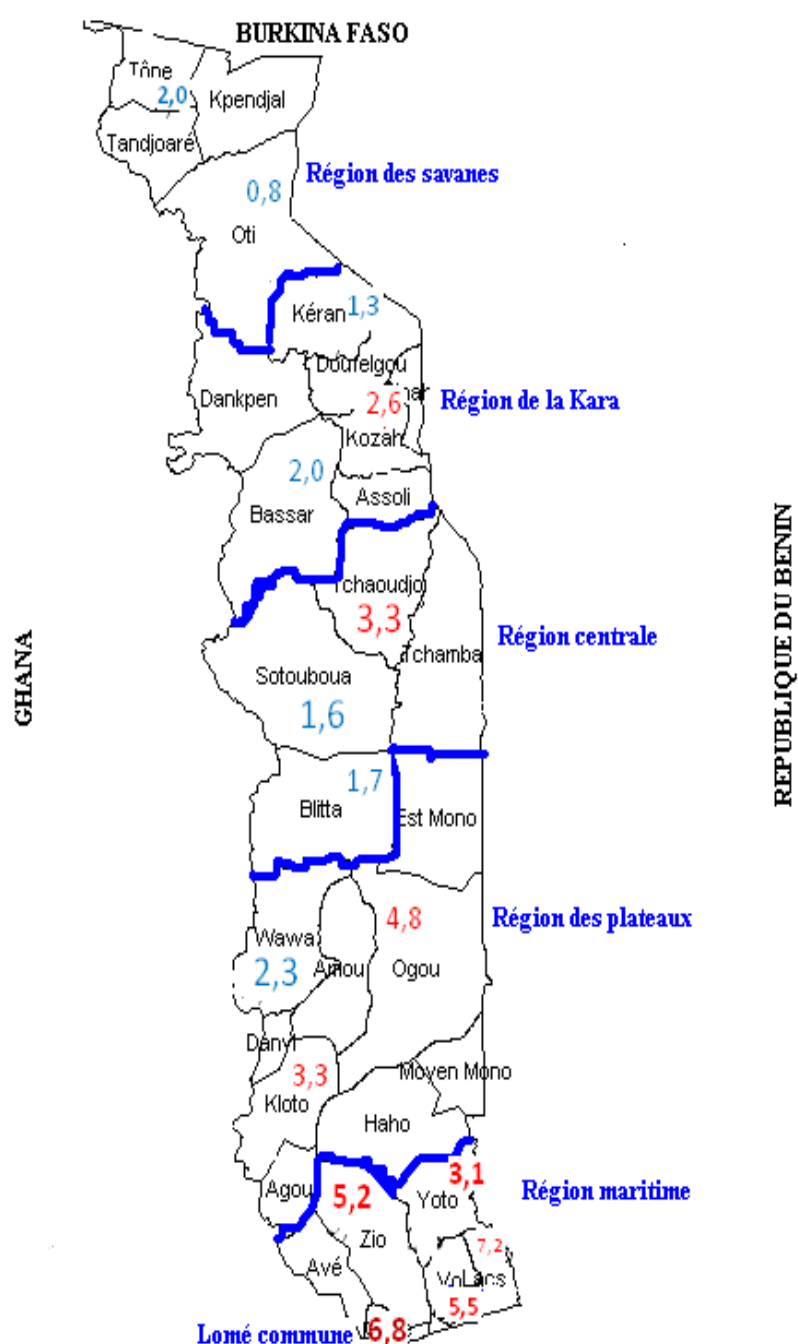 BURKINA FASO
Tône
2,0
Kpendjal
Tandjoaré
Région des savanes
0,8
Oti
Kéran
1,3
Doufelgou
Dankpen
2,6
Région de la Kara
Kozah
2,0
Assoli
Bassar
REPUBLIQUE DU BENIN
Tchaoudjo
3,3
Région centrale
GHANA
Tchamba
Sotouboua
1,6
1,7
Blitta
Est Mono
4,8
Région des plateaux
Wawa
2,3
Amou
Ogou
Danyi
3,3
Moyen Mono
Kloto
Haho
3,1
Agou
5,2
Yoto
Région maritime
Zio
7,2
Avé
Vo
Lacs
5,5
Lomé commune
6,8